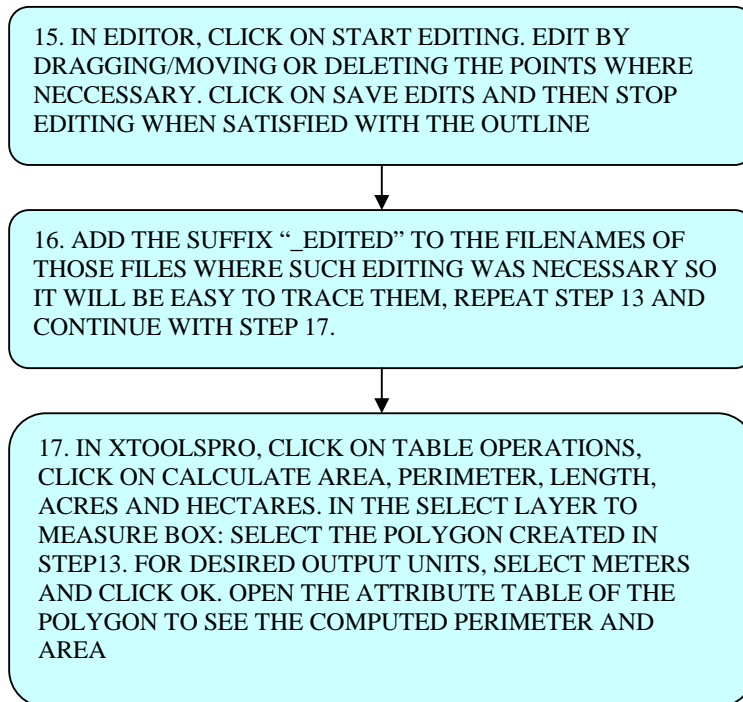 15. IN EDITOR, CLICK ON START EDITING. EDIT BY
DRAGGING/MOVING OR DELETING THE POINTS WHERE
NECCESSARY. CLICK ON SAVE EDITS AND THEN STOP
EDITING WHEN SATISFIED WITH THE OUTLINE
16. ADD THE SUFFIX “_EDITED” TO THE FILENAMES OF
THOSE FILES WHERE SUCH EDITING WAS NECESSARY SO
IT WILL BE EASY TO TRACE THEM, REPEAT STEP 13 AND
CONTINUE WITH STEP 17.
17. IN XTOOLSPRO, CLICK ON TABLE OPERATIONS,
CLICK ON CALCULATE AREA, PERIMETER, LENGTH,
ACRES AND HECTARES. IN THE SELECT LAYER TO
MEASURE BOX: SELECT THE POLYGON CREATED IN
STEP13. FOR DESIRED OUTPUT UNITS, SELECT METERS
AND CLICK OK. OPEN THE ATTRIBUTE TABLE OF THE
POLYGON TO SEE THE COMPUTED PERIMETER AND
AREA